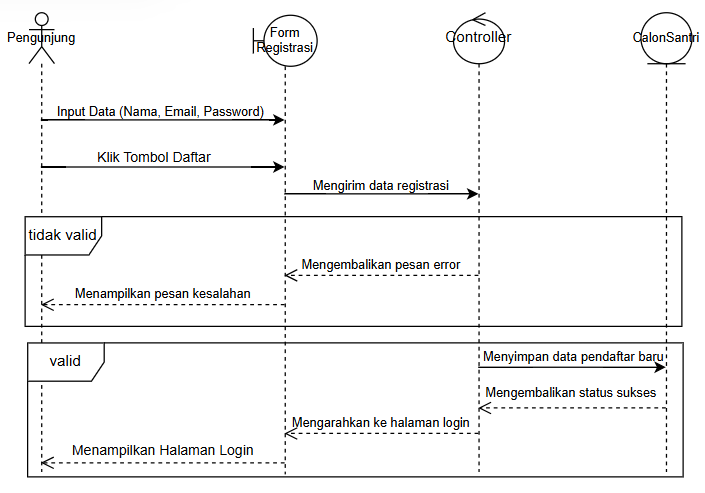 Pengunjung
Form
Registrasi
Controller
CalonSantri
Input Data (Nama, Email, Password)
Klik Tombol Daftar
Mengirim data registrasi
tidak valid
Mengembalikan pesan error
Menampilkan pesan kesalahan
valid
Menyimpan data pendaftar baru
Mengembalikan status sukses
Mengarahkan ke halaman login
Menampilkan Halaman Login